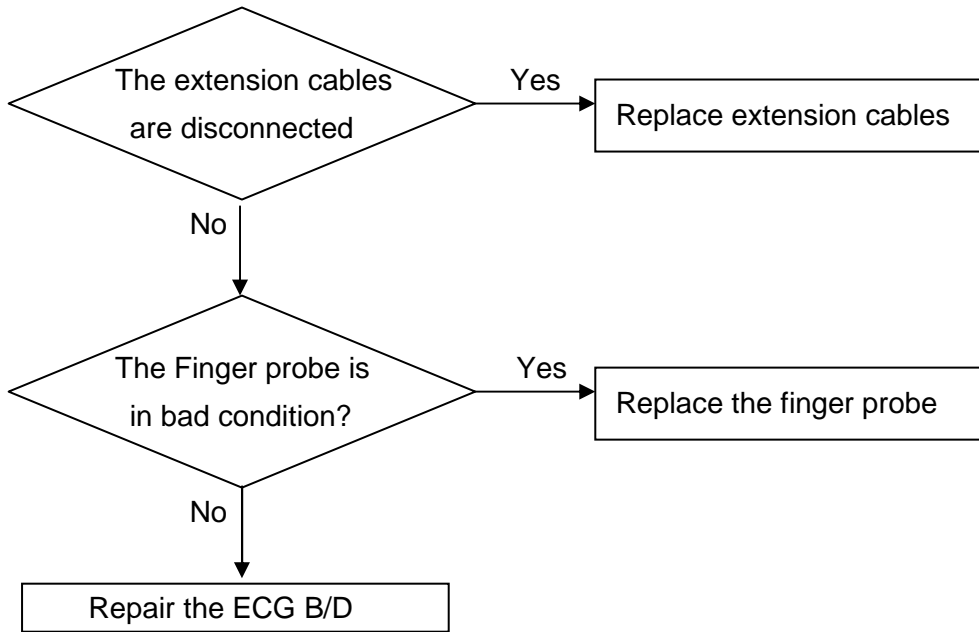 The extension cables
are disconnected
Yes
Replace extension cables
No
The Finger probe is
in bad condition?
Yes
Replace the finger probe
No
Repair the ECG B/D